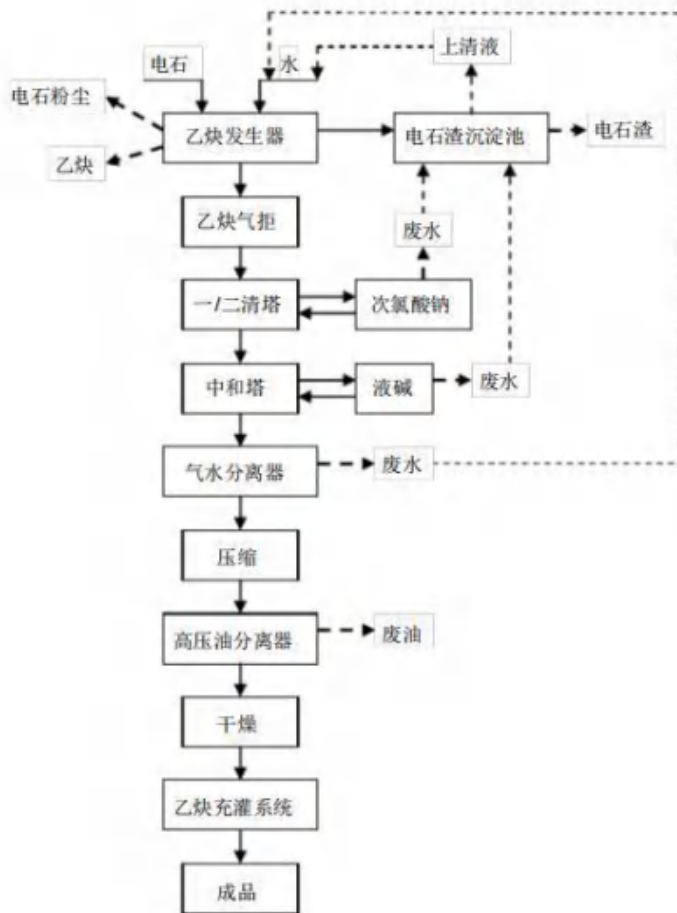 上清液
电石
水
电石粉尘
乙炔发生器
电石渣沉淀池
电石渣
乙炔
乙炔气拒
废水
一/二清塔
次氯酸钠
中和塔
液碱
废水
气水分离器
废水
压缩
高压油分离器
废油
干燥
乙炔充灌系统
成品